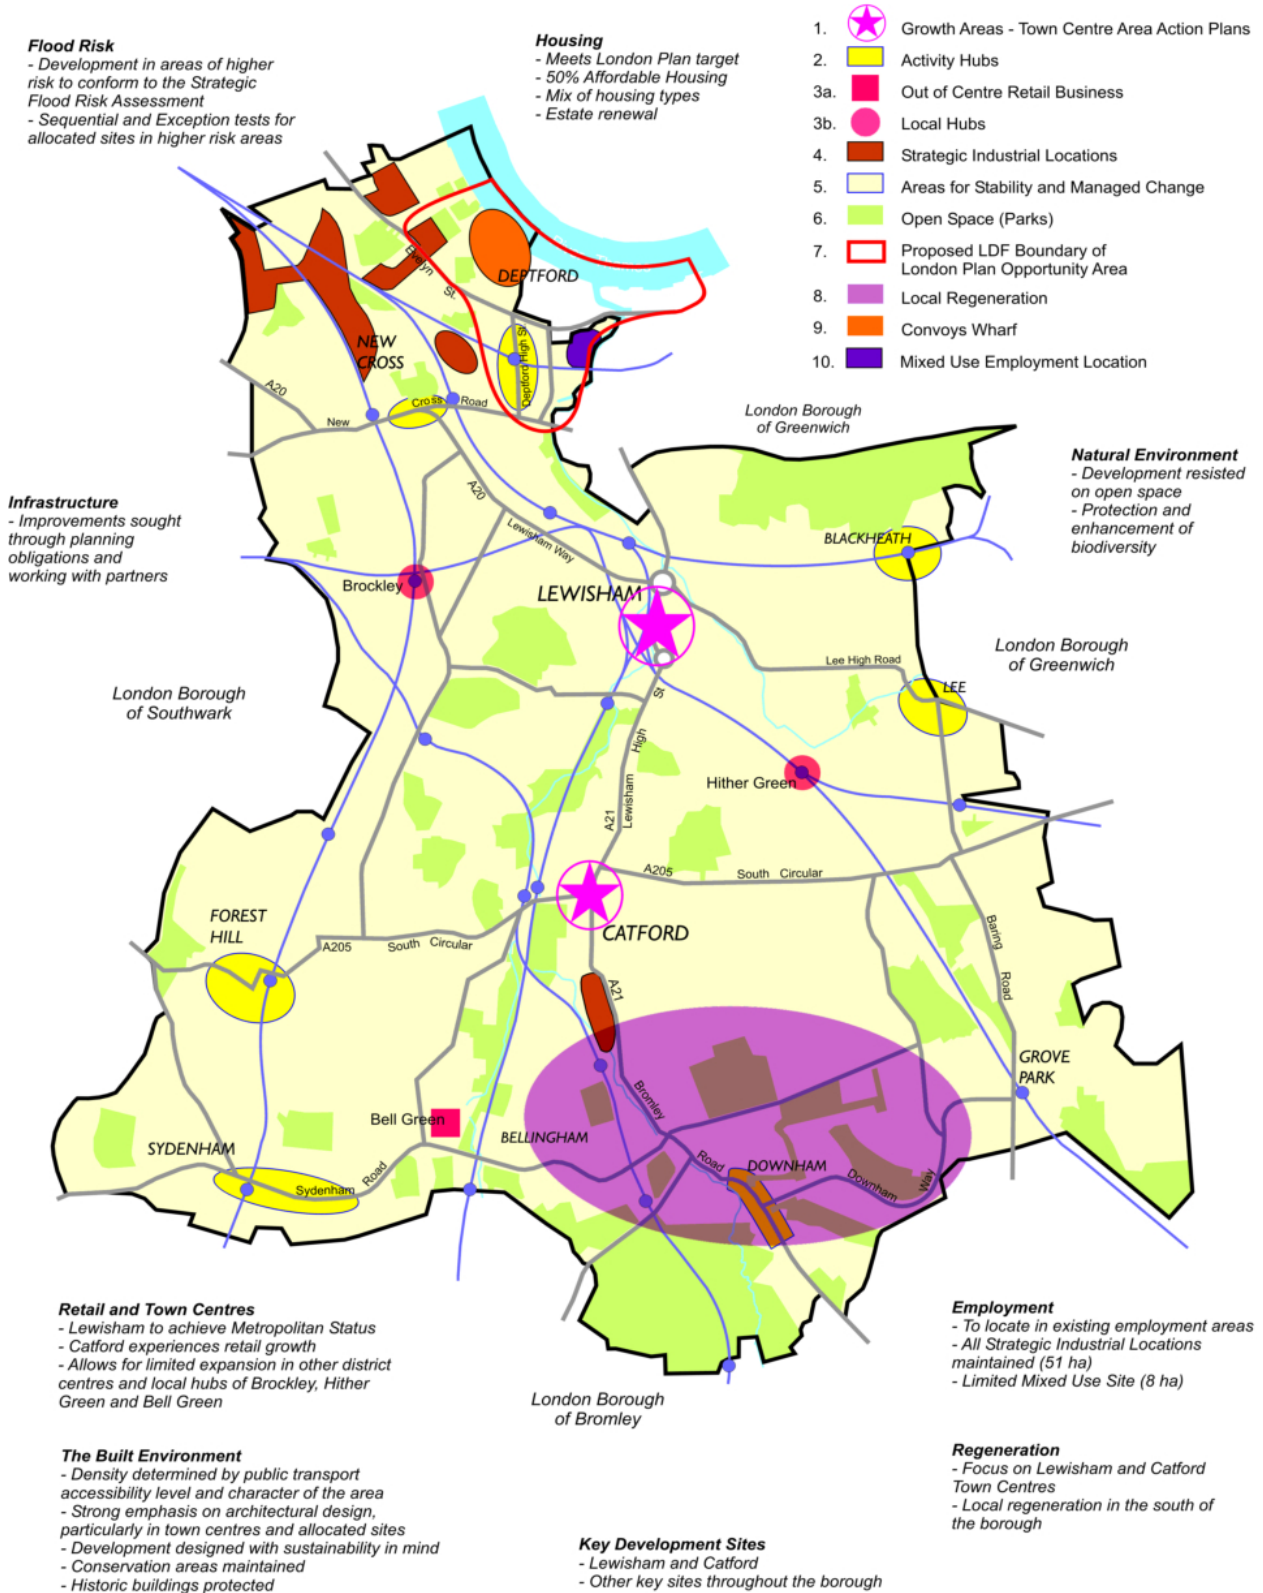 Flood Risk
- Development in areas of higher
risk to conform to the Strategic
Flood Risk Assessment
- Sequential and Exception tests for
allocated sites in higher risk areas
Housing
- Meets London Plan target
- 50% Affordable Housing
- Mix of housing types
- Estate renewal
1. Growth Areas - Town Centre Area Action Plans
2. Activity Hubs
3a. Out of Centre Retail Business
3b. Local Hubs
4. Strategic Industrial Locations
5. Areas for Stability and Managed Change
6. Open Space (Parks)
7. Proposed LDF Boundary of
London Plan Opportunity Area
8. Local Regeneration
9. Convoys Wharf
10. Mixed Use Employment Location
Evelyn
St.
DEPTFORD
NEW
CROSS
Deptford High St.
A20
New
Cross
Road
London Borough
of Greenwich
Natural Environment
- Development resisted
on open space
- Protection and
enhancement of
biodiversity
Infrastructure
- Improvements sought
through planning
obligations and
working with partners
A20
Lewisham Way
BLACKHEATH
Brockley
LEWISHAM
London Borough
of Greenwich
Lee High Road
LEE
London Borough
of Southwark
St
High
Lewisham
A21
Hither Green
A205
South Circular
CATFORD
FOREST
HILL
A205
South Circular
Baring
Road
A21
GROVE
PARK
Bromley
Road
Bell Green
BELLINGHAM
SYDENHAM
DOWNHAM
Downham
Way
Sydenham
Road
Retail and Town Centres
- Lewisham to achieve Metropolitan Status
- Catford experiences retail growth
- Allows for limited expansion in other district
centres and local hubs of Brockley, Hither
Green and Bell Green
Employment
- To locate in existing employment areas
- All Strategic Industrial Locations
maintained (51 ha)
- Limited Mixed Use Site (8 ha)
London Borough
of Bromley
The Built Environment
- Density determined by public transport
accessibility level and character of the area
- Strong emphasis on architectural design,
particularly in town centres and allocated sites
- Development designed with sustainability in mind
- Conservation areas maintained
- Historic buildings protected
Regeneration
- Focus on Lewisham and Catford
Town Centres
- Local regeneration in the south of
the borough
Key Development Sites
- Lewisham and Catford
- Other key sites throughout the borough